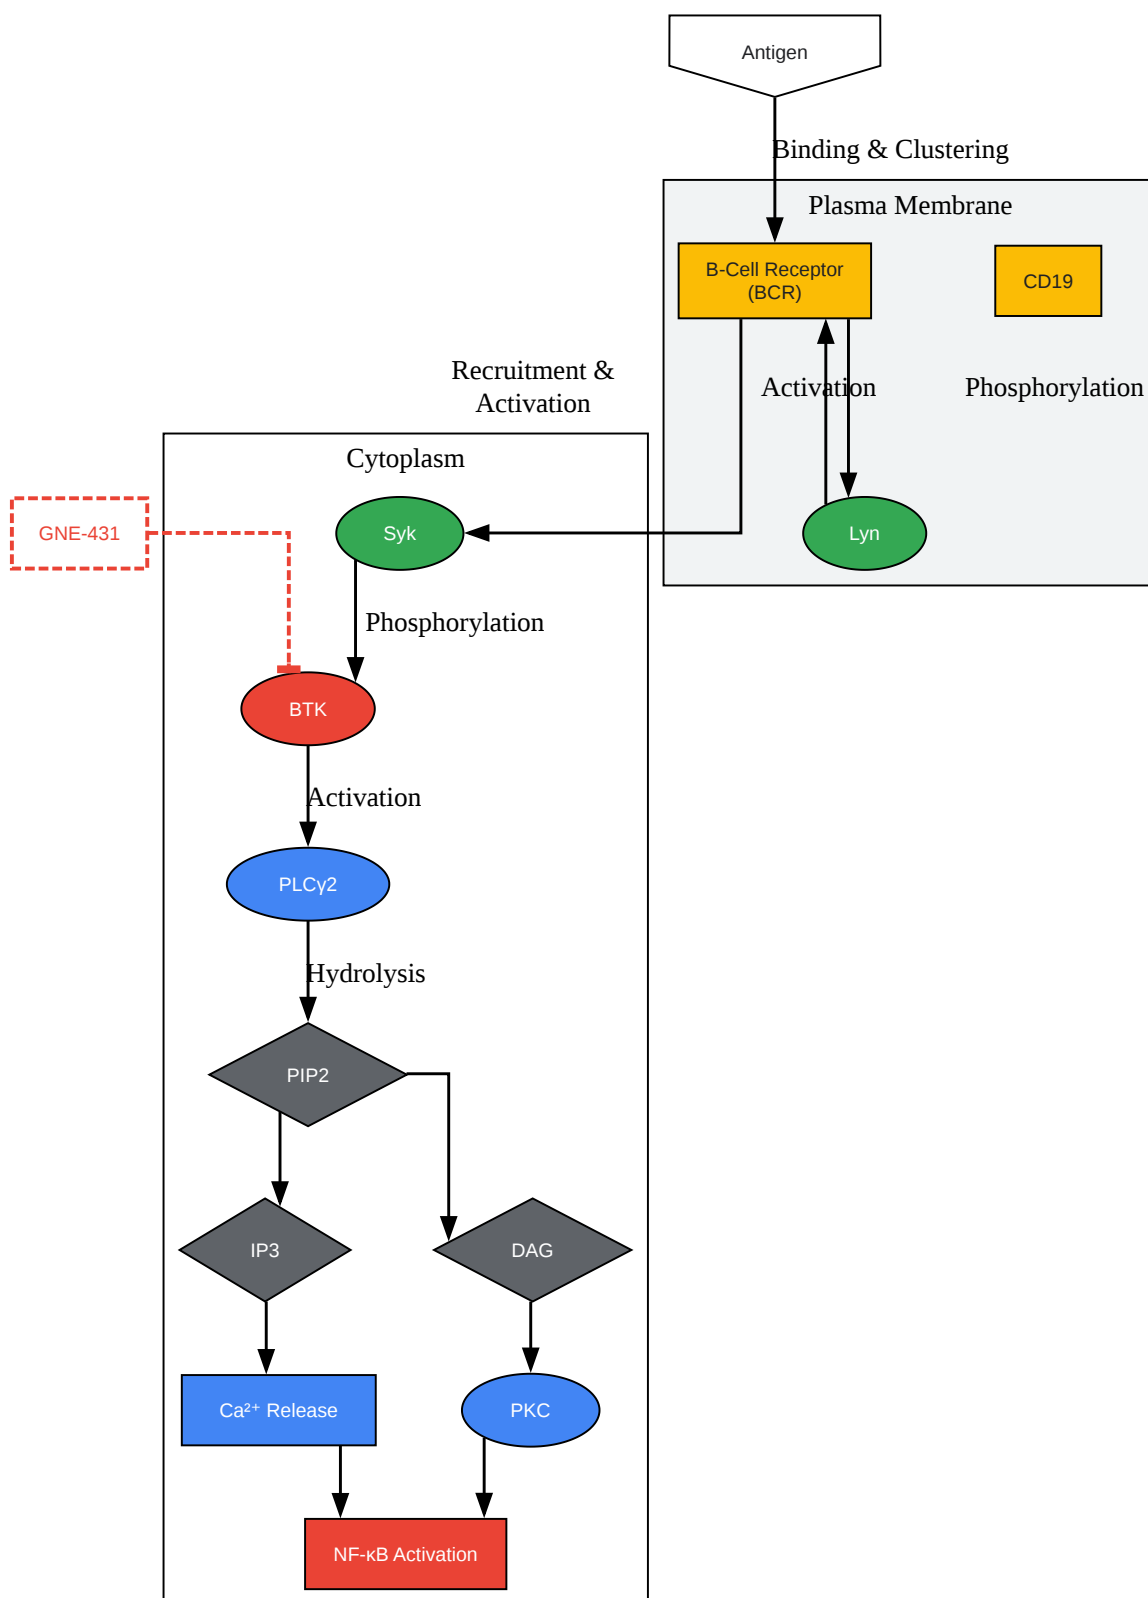 Antigen
Binding & Clustering
Plasma Membrane
B-Cell Receptor
(BCR)
CD19
Recruitment &
Activation
Activation
Phosphorylation
Cytoplasm
GNE-431
Syk
Lyn
Phosphorylation
BTK
Activation
PLCγ2
Hydrolysis
PIP2
IP3
DAG
Ca²⁺ Release
PKC
NF-κB Activation